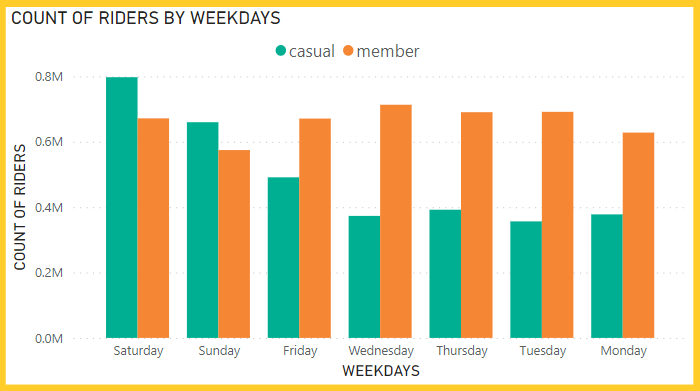 COUNT OF RIDERS BY WEEKDAYS
casual member
0.8M
0.6M
0.4M
0.2M
0.0M
COUNT OF RIDERS
Saturday Sunday Friday Wednesday Thursday Tuesday Monday
WEEKDAYS